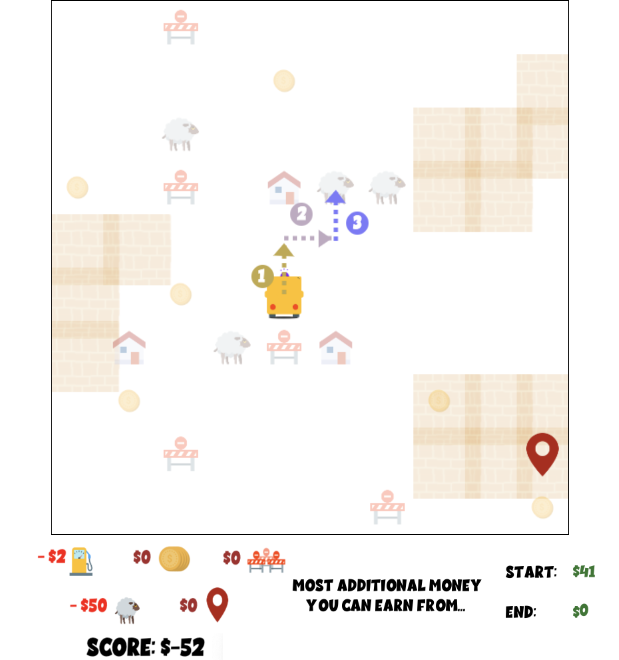 2
3
1
- $2 $0 $0
- $50 $0
SCORE: $-52
MOST ADDITIONAL MONEY
YOU CAN EARN FROM...
START: $41
END: $0